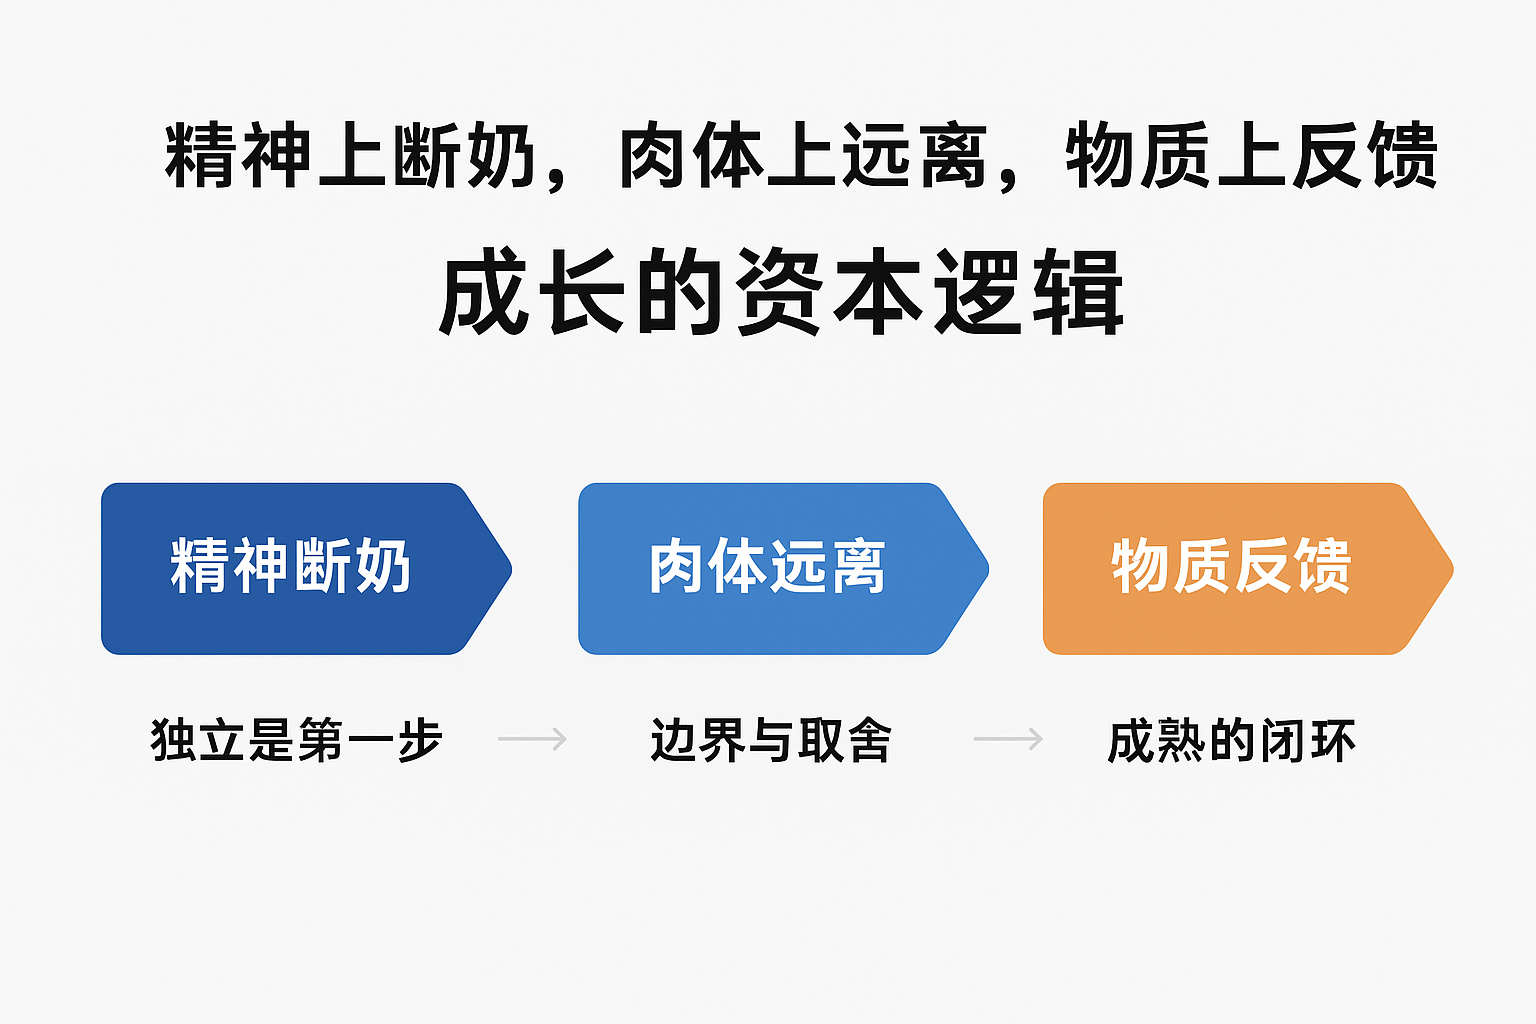 精神上断奶，肉体上远离，物质上反馈
成长的资本逻辑
精神断奶
肉体远离
物质反馈
独立是第一步
边界与取舍
成熟的闭环